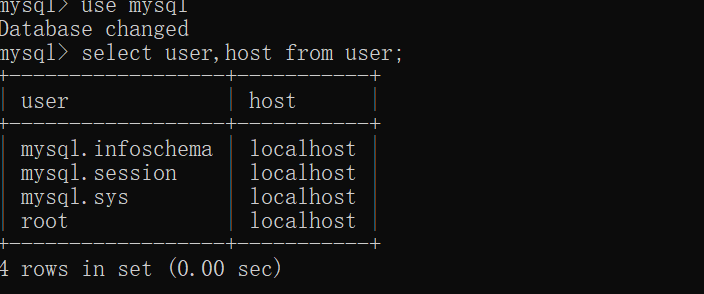 mysql> use mysql
Database changed
mysql> select user,host from user;
+------------------+-----------+
| user             | host      |
+------------------+-----------+
| mysql.infoschema | localhost |
| mysql.session    | localhost |
| mysql.sys        | localhost |
| root             | localhost |
+------------------+-----------+
4 rows in set (0.00 sec)